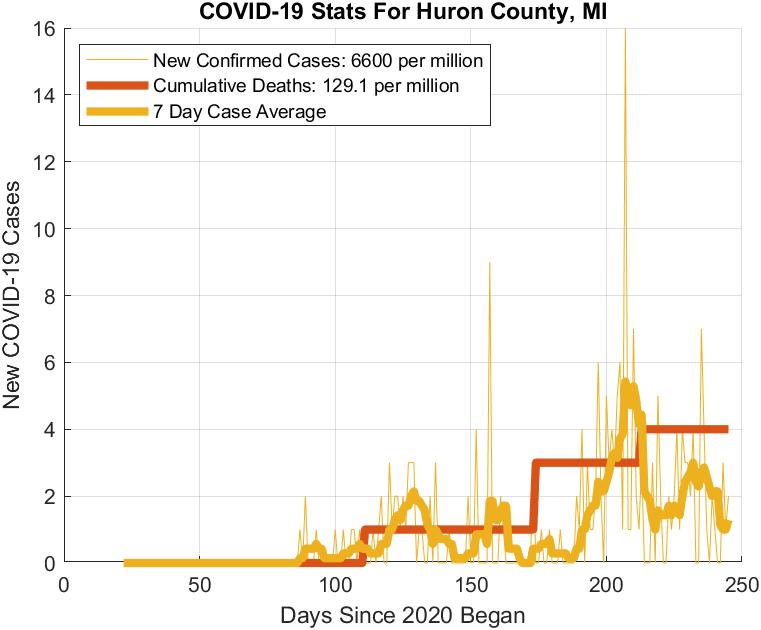 COVID-19 Stats For Huron County, MI
New Confirmed Cases: 6600 per million
Cumulative Deaths: 129.1 per million
7 Day Case Average
New COVID-19 Cases
16
14
12
10
8
6
4
2
0
0 50 100 150 200 250
Days Since 2020 Began